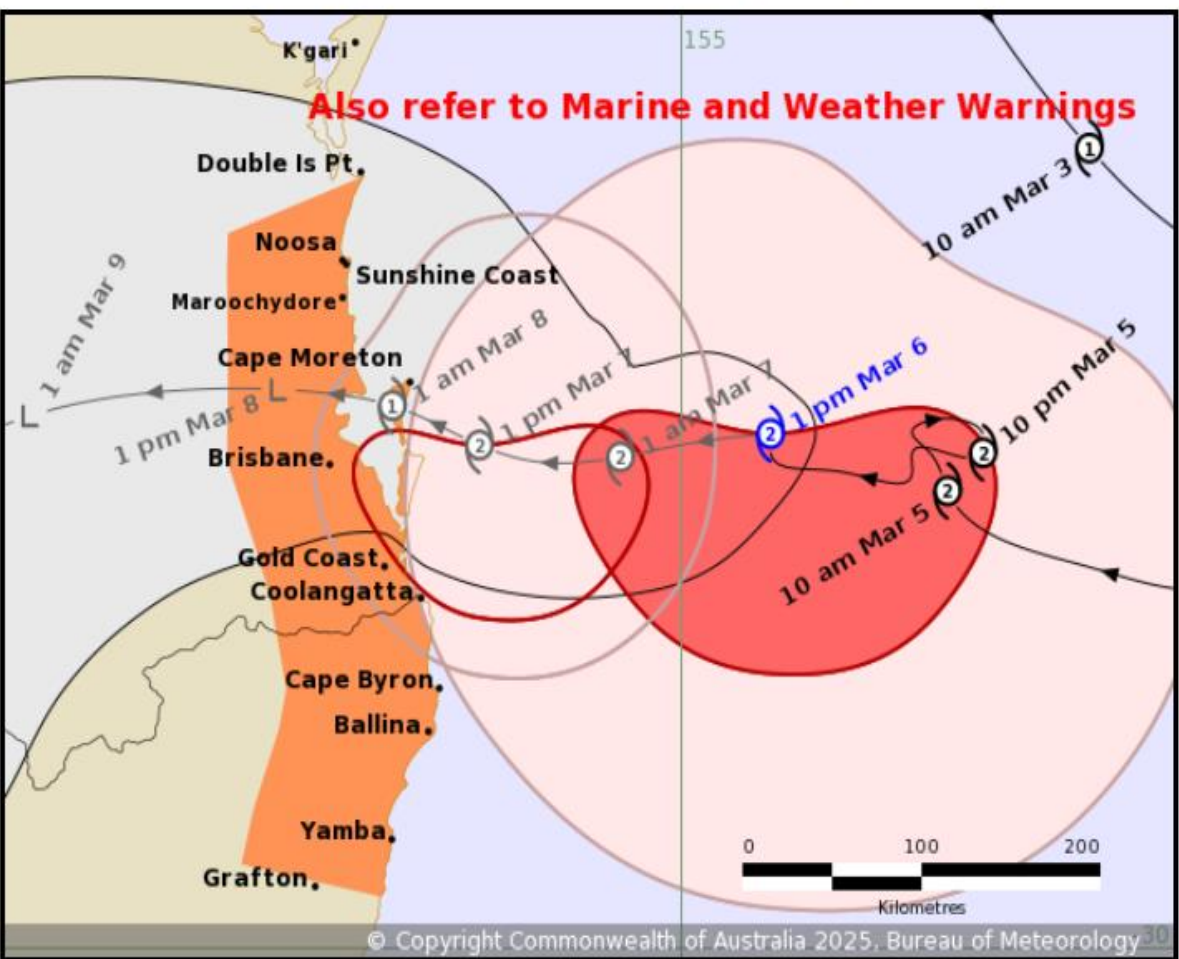 K'gari
155
Also refer to Marine and Weather Warnings
1
10 am Mar 3
Double Is Pt.
Noosa
Sunshine Coast
Maroochydore
1 am Mar 9
L
Cape Moreton
1 am Mar 8
1
L
1 pm Mar 8
1 pm Mar 7
2
1 am Mar 7
2
1 pm Mar 6
2
10 pm Mar 5
2
10 am Mar 5
2
Brisbane
Gold Coast
Coolangatta
Cape Byron
Ballina
Yamba
Grafton
0 100 200
Kilometres
© Copyright Commonwealth of Australia 2025, Bureau of Meteorology
-30